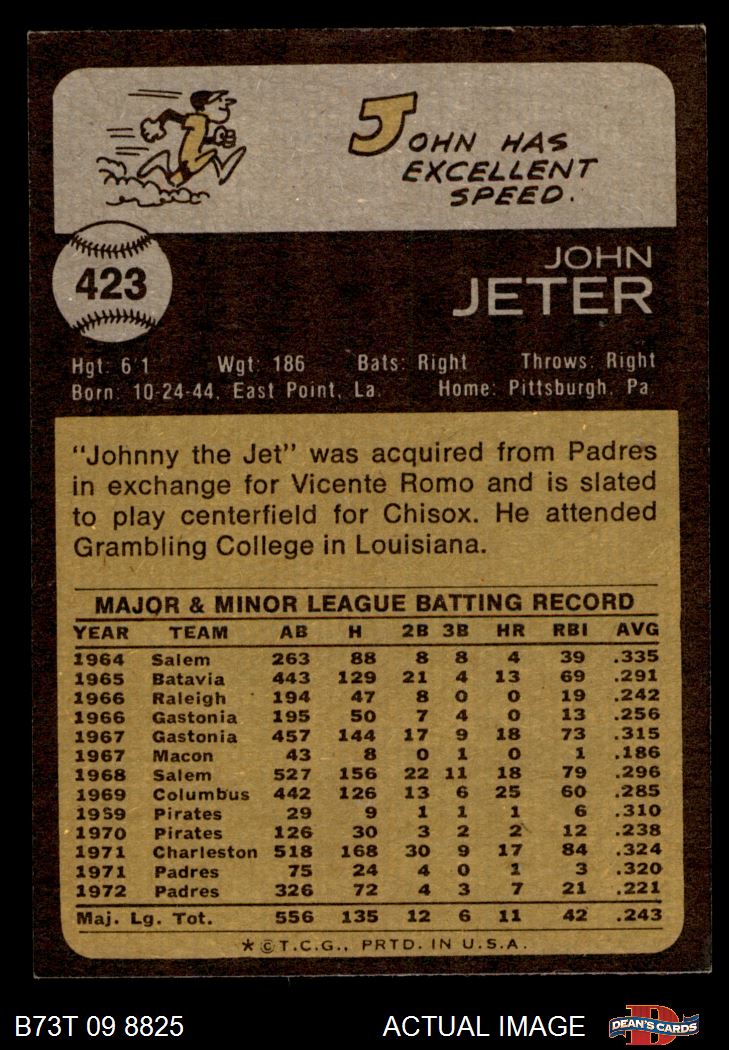 JOHN HAS
EXCELLENT
SPEED.
423
JOHN
JETER
Hgt: 6'1 Wgt: 186 Bats: Right Throws: Right
Born: 10-24-44, East Point, La. Home: Pittsburgh, Pa
"Johnny the Jet" was acquired from Padres
in exchange for Vicente Romo and is slated
to play centerfield for Chisox. He attended
Grambling College in Louisiana.
MAJOR & MINOR LEAGUE BATTING RECORD
YEAR TEAM AB H 2B 3B HR RBI AVG
1964 Salem 263 88 8 8 4 39 .335
1965 Batavia 443 129 21 4 13 69 .291
1966 Raleigh 194 47 8 0 0 19 .242
1966 Gastonia 195 50 7 4 0 13 .256
1967 Gastonia 457 144 17 9 18 73 .315
1967 Macon 43 8 0 1 0 1 .186
1968 Salem 527 156 22 11 18 79 .296
1969 Columbus 442 126 13 6 25 60 .285
1959 Pirates 29 9 1 1 1 6 .310
1970 Pirates 126 30 3 2 2 12 .238
1971 Charleston 518 168 30 9 17 84 .324
1971 Padres 75 24 4 0 1 3 .320
1972 Padres 326 72 4 3 7 21 .221
Maj. Lg. Tot. 556 135 12 6 11 42 .243
★©T.C.G., PRTD. IN U.S.A.
B73T 09 8825 ACTUAL IMAGE D DEAN'S CARDS